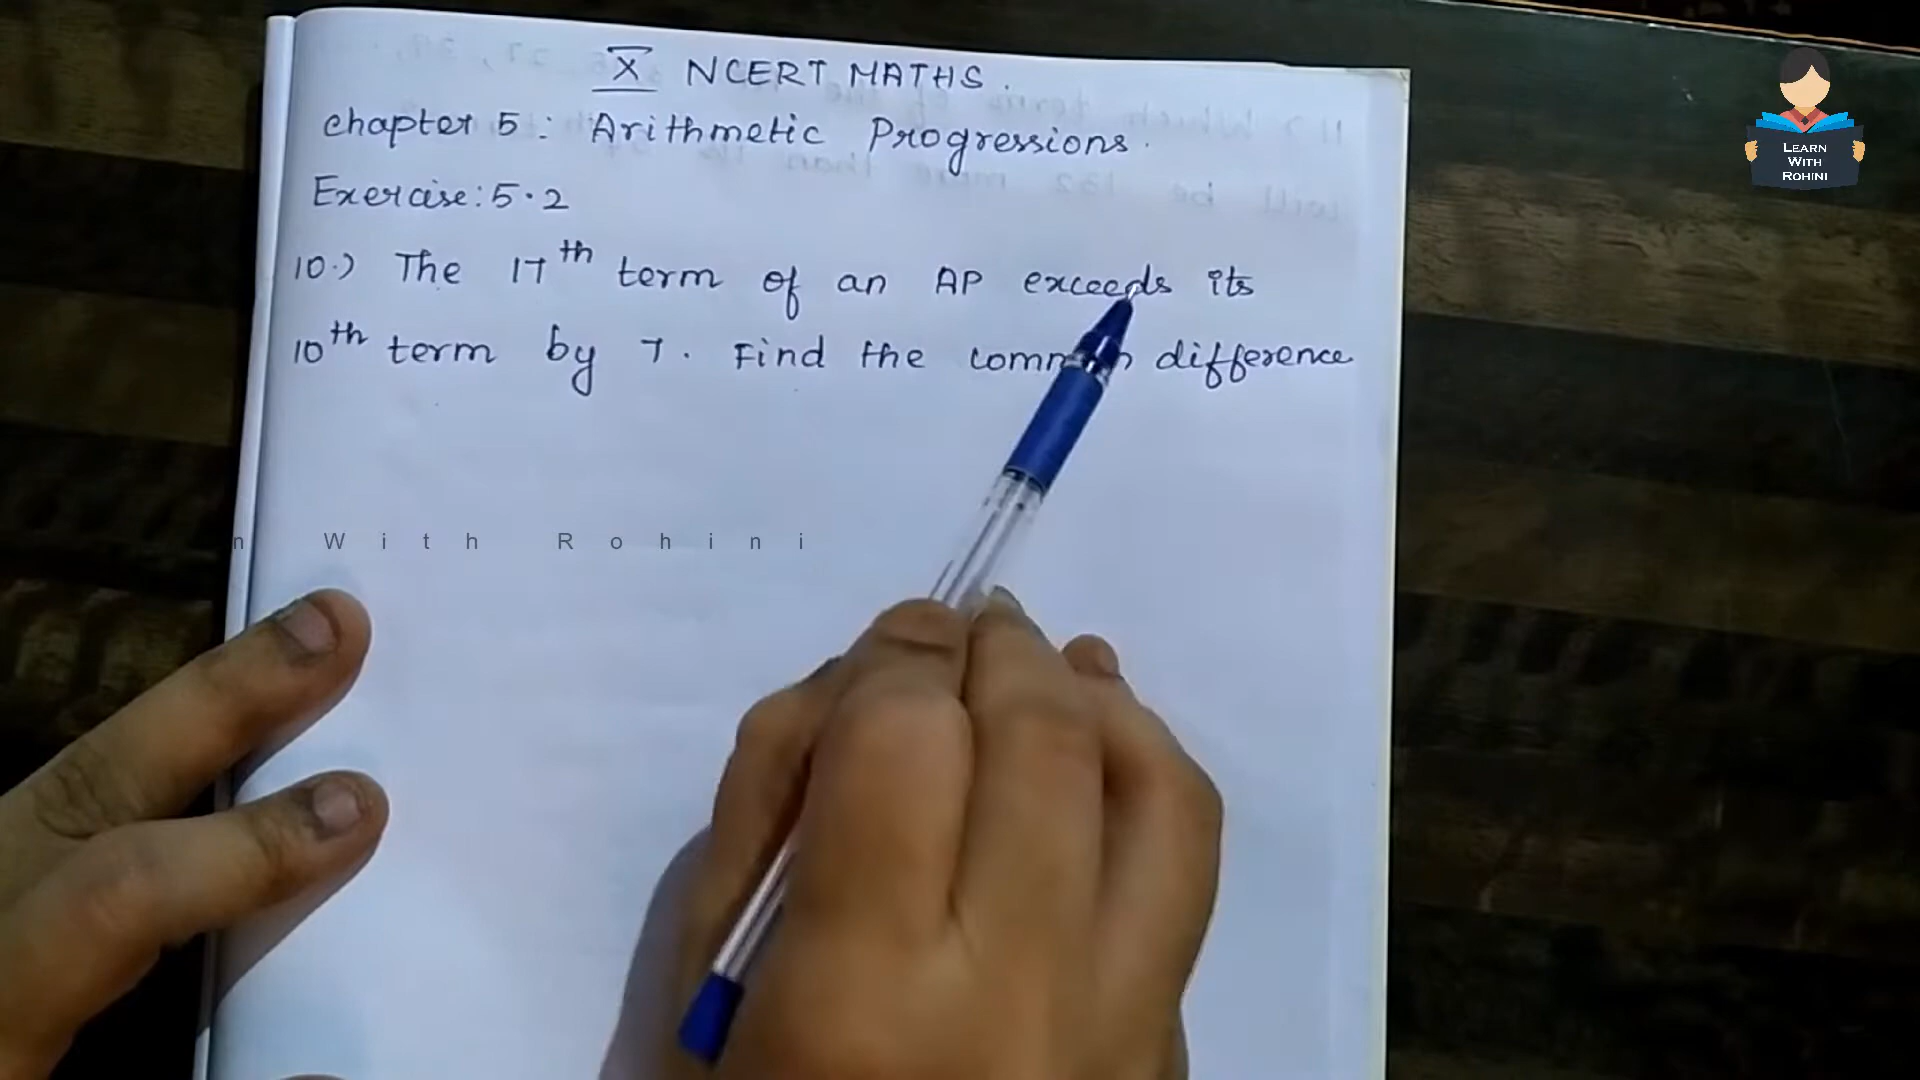 X NCERT MATHS.
chapter 5: Arithmetic Progressions.
Exercise: 5.2
10.) The 17th term of an AP exceeds its
10th term by 7. Find the common difference
n With Rohini
LEARN
WITH
ROHINI